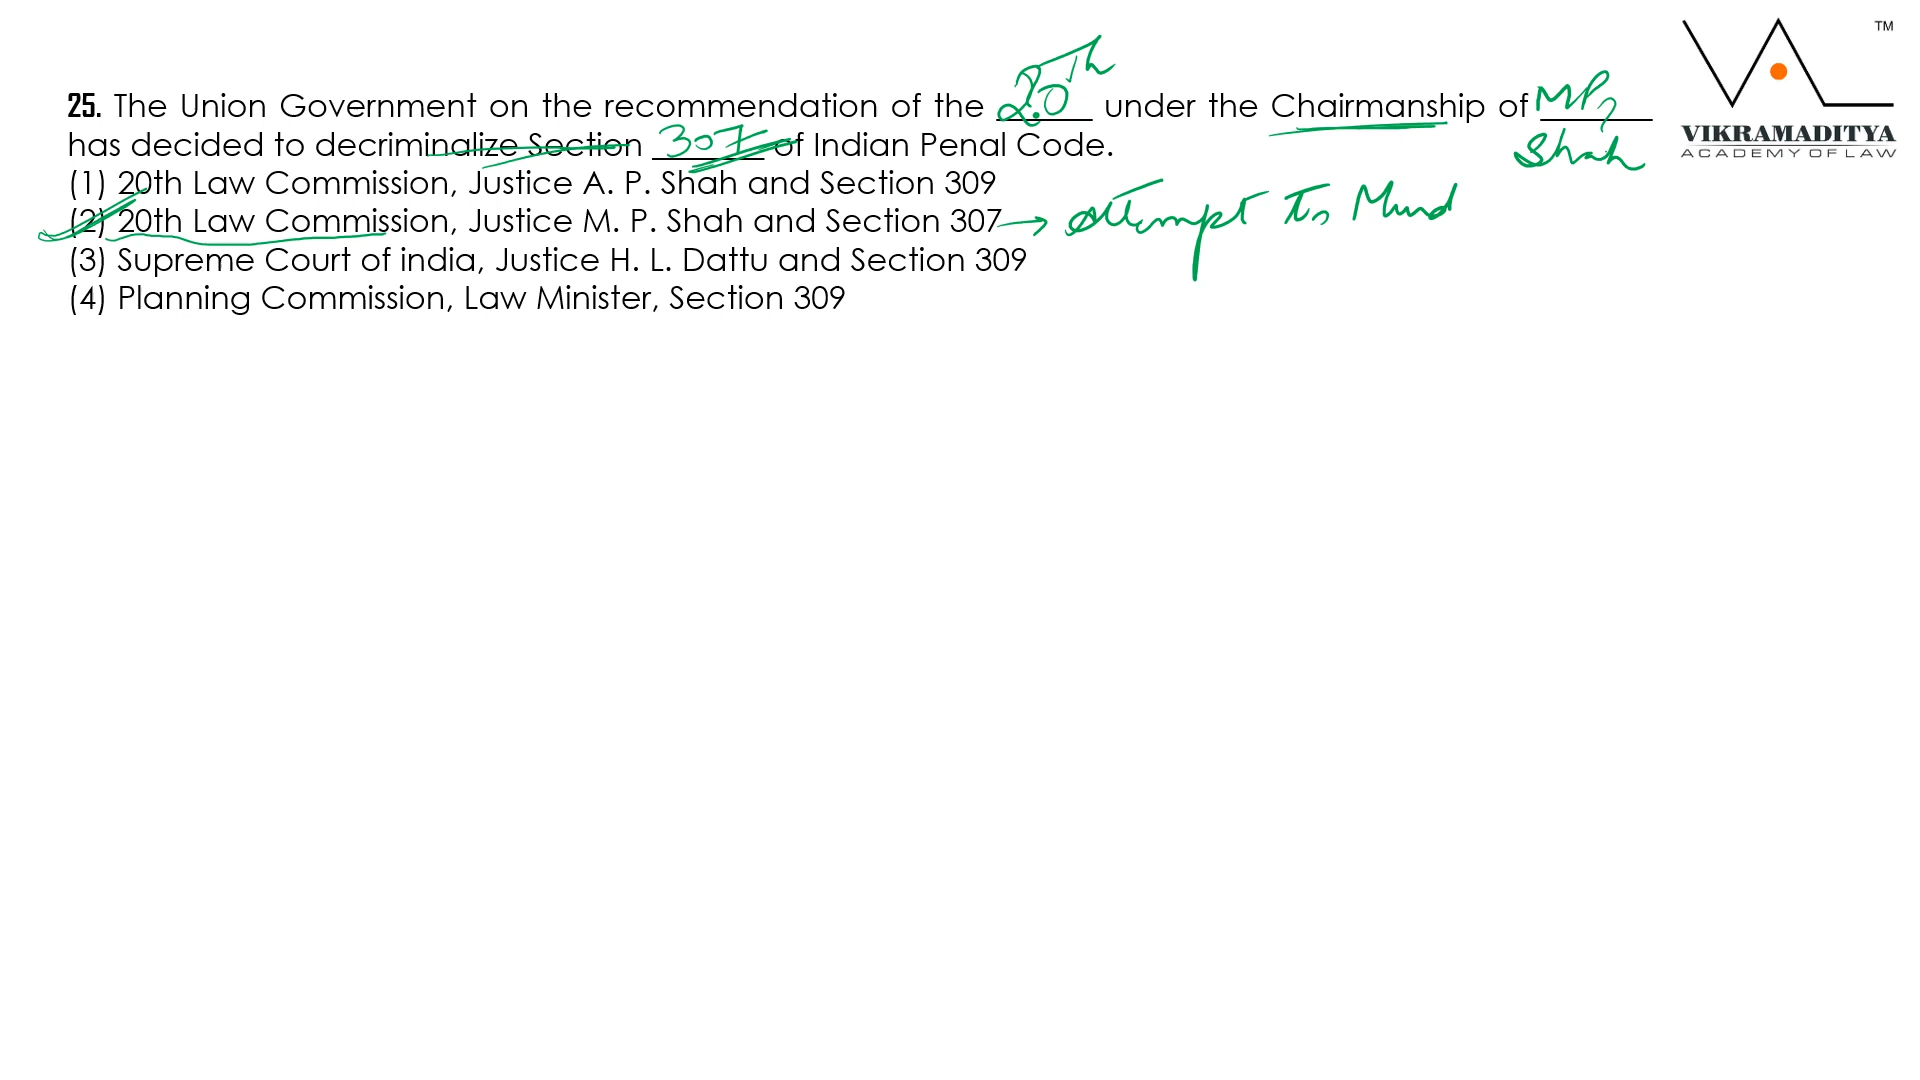 TM
20th
MP
25. The Union Government on the recommendation of the ______ under the Chairmanship of ______
Shah
307
has decided to decriminalize Section ______ of Indian Penal Code.
VIKRAMADITYA
ACADEMY OF LAW
(1) 20th Law Commission, Justice A. P. Shah and Section 309
(2) 20th Law Commission, Justice M. P. Shah and Section 307 → attempt to Murd
(3) Supreme Court of india, Justice H. L. Dattu and Section 309
(4) Planning Commission, Law Minister, Section 309